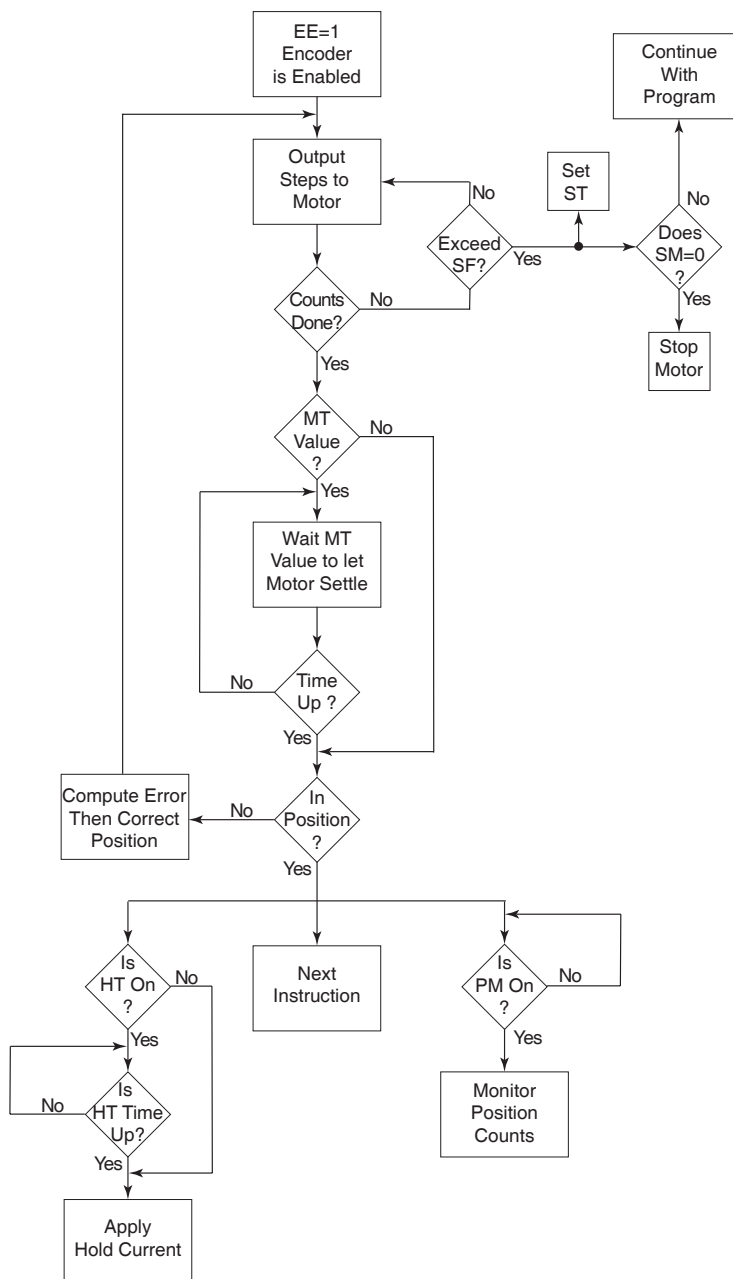 EE=1
Encoder
is Enabled
Continue
With
Program
Output
Steps to
Motor
Set
ST
No
No
Exceed
SF?
Yes
Does
SM=0
?
Yes
Counts
Done?
No
Yes
Stop
Motor
MT
Value
?
No
Yes
Wait MT
Value to let
Motor Settle
Time
Up ?
No
Yes
Compute Error
Then Correct
Position
No
In
Position
?
Yes
Is
HT On
?
No
Yes
Next
Instruction
Is
PM On
?
No
Yes
Is
HT Time
Up?
No
Yes
Monitor
Position
Counts
Apply
Hold Current